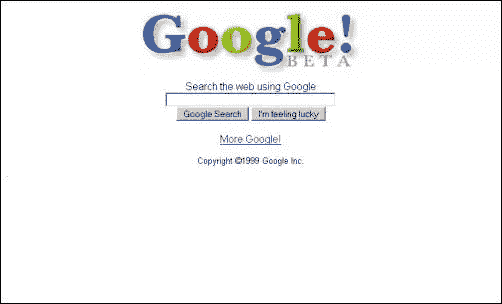 Google!
BETA
Search the web using Google
Google Search I'm feeling lucky
More Google!
Copyright ©1999 Google Inc.